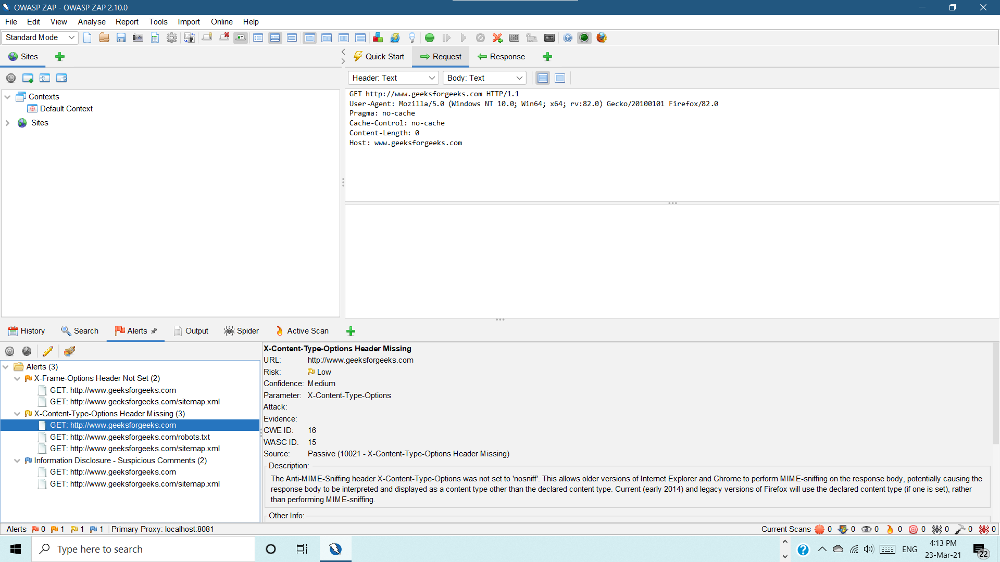 OWASP ZAP - OWASP ZAP 2.10.0
File Edit View Analyse Report Tools Import Online Help
Standard Mode
Sites
Quick Start Request Response
Header: Text Body: Text
Contexts
Default Context
Sites
GET http://www.geeksforgeeks.com HTTP/1.1
User-Agent: Mozilla/5.0 (Windows NT 10.0; Win64; x64; rv:82.0) Gecko/20100101 Firefox/82.0
Pragma: no-cache
Cache-Control: no-cache
Content-Length: 0
Host: www.geeksforgeeks.com
History Search Alerts Output Spider Active Scan
Alerts (3)
X-Frame-Options Header Not Set (2)
GET: http://www.geeksforgeeks.com
GET: http://www.geeksforgeeks.com/sitemap.xml
X-Content-Type-Options Header Missing (3)
GET: http://www.geeksforgeeks.com
GET: http://www.geeksforgeeks.com/robots.txt
GET: http://www.geeksforgeeks.com/sitemap.xml
Information Disclosure - Suspicious Comments (2)
GET: http://www.geeksforgeeks.com
GET: http://www.geeksforgeeks.com/sitemap.xml
X-Content-Type-Options Header Missing
URL: http://www.geeksforgeeks.com
Risk: Low
Confidence: Medium
Parameter: X-Content-Type-Options
Attack:
Evidence:
CWE ID: 16
WASC ID: 15
Source: Passive (10021 - X-Content-Type-Options Header Missing)
Description:
The Anti-MIME-Sniffing header X-Content-Type-Options was not set to 'nosniff'. This allows older versions of Internet Explorer and Chrome to perform MIME-sniffing on the response body, potentially causing the
response body to be interpreted and displayed as a content type other than the declared content type. Current (early 2014) and legacy versions of Firefox will use the declared content type (if one is set), rather
than performing MIME-sniffing.
Other Info:
Alerts 0 1 1 1 Primary Proxy: localhost:8081
Current Scans 0 0 0 0 0 0 0 0
Type here to search
ENG
4:13 PM
23-Mar-21
22